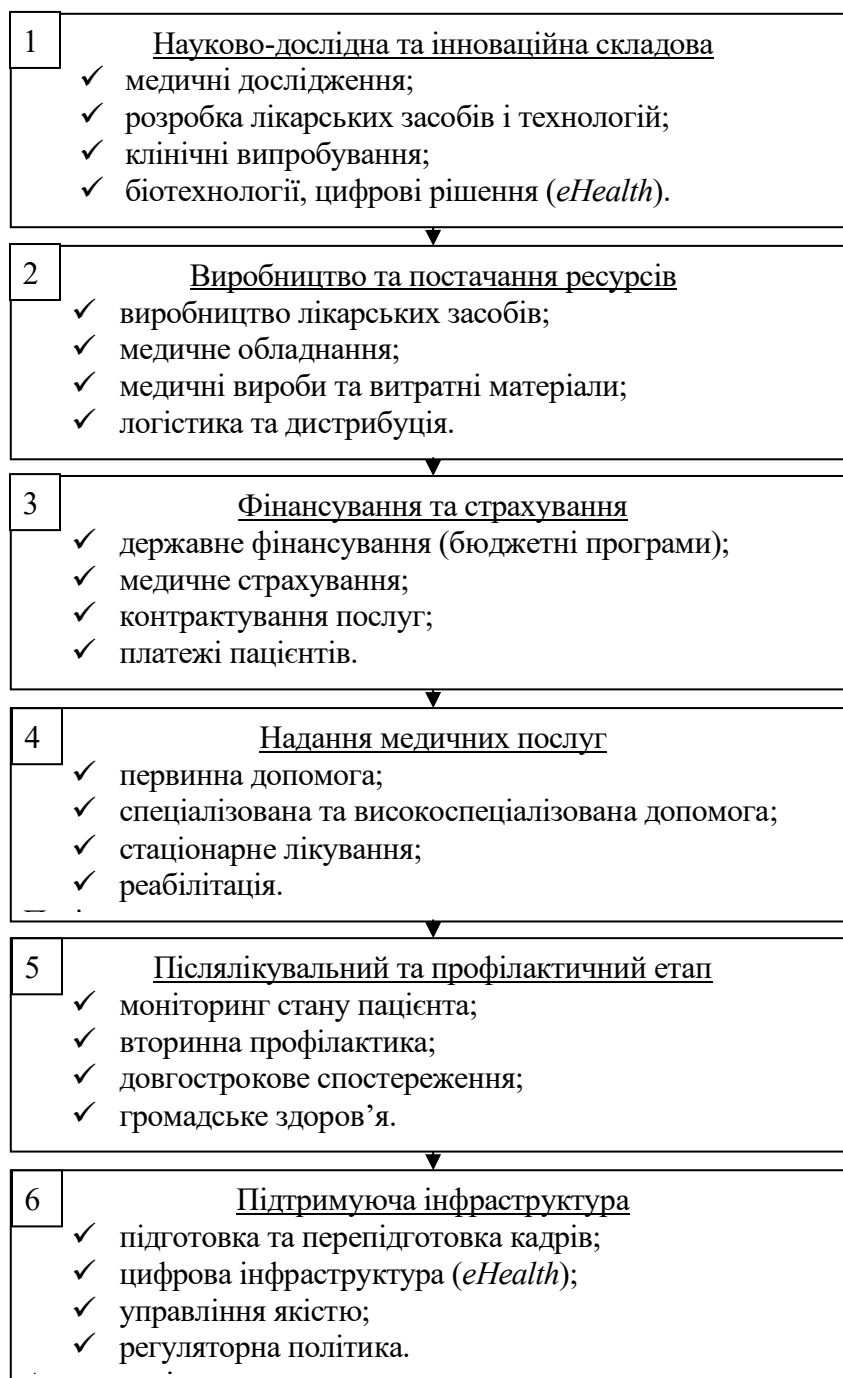 1
Науково-дослідна та інноваційна складова
✓ медичні дослідження;
✓ розробка лікарських засобів і технологій;
✓ клінічні випробування;
✓ біотехнології, цифрові рішення (eHealth).
2
Виробництво та постачання ресурсів
✓ виробництво лікарських засобів;
✓ медичне обладнання;
✓ медичні вироби та витратні матеріали;
✓ логістика та дистрибуція.
3
Фінансування та страхування
✓ державне фінансування (бюджетні програми);
✓ медичне страхування;
✓ контрактування послуг;
✓ платежі пацієнтів.
4
Надання медичних послуг
✓ первинна допомога;
✓ спеціалізована та високоспеціалізована допомога;
✓ стаціонарне лікування;
✓ реабілітація.
5
Післялікувальний та профілактичний етап
✓ моніторинг стану пацієнта;
✓ вторинна профілактика;
✓ довгострокове спостереження;
✓ громадське здоров’я.
6
Підтримуюча інфраструктура
✓ підготовка та перепідготовка кадрів;
✓ цифрова інфраструктура (eHealth);
✓ управління якістю;
✓ регуляторна політика.